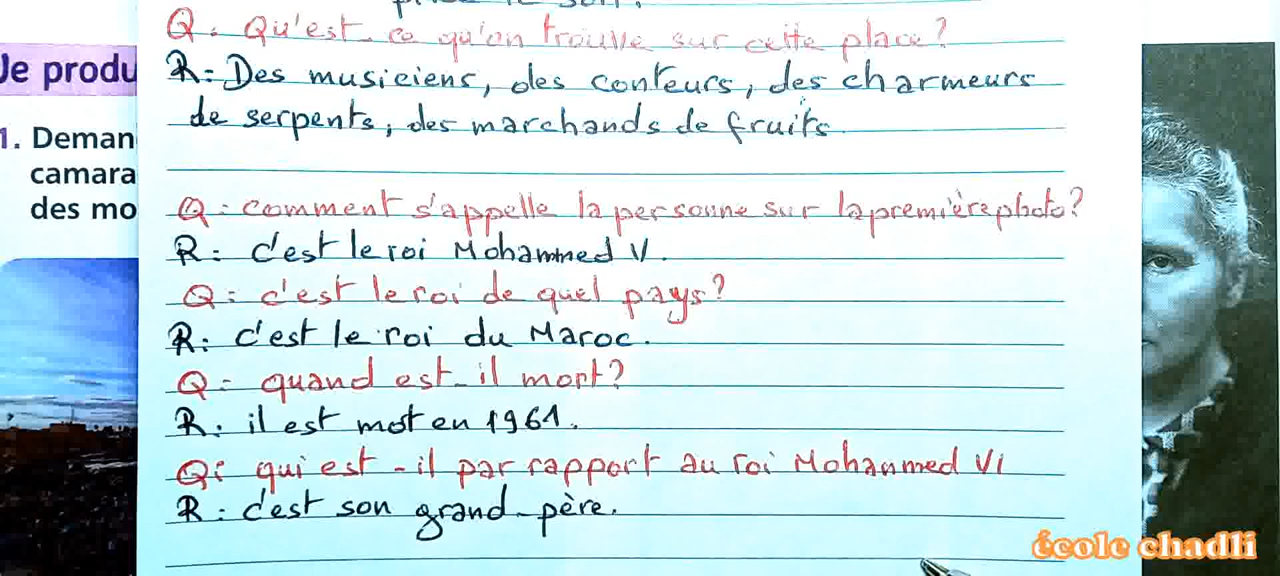 Q: Qu'est-ce qu'on trouve sur cette place?
R: Des musiciens, des conteurs, des charmeurs
de serpents, des marchands de fruits.
Q: comment s'appelle la personne sur la première photo?
R: c'est le roi Mohammed V.
Q: c'est le roi de quel pays?
R: c'est le roi du Maroc.
Q: quand est-il mort?
R: il est mot en 1961.
Q: qui est-il par rapport au roi Mohanmed Vi
R: c'est son grand-père.
Je produ
1. Deman
camara
des mo
école chadli